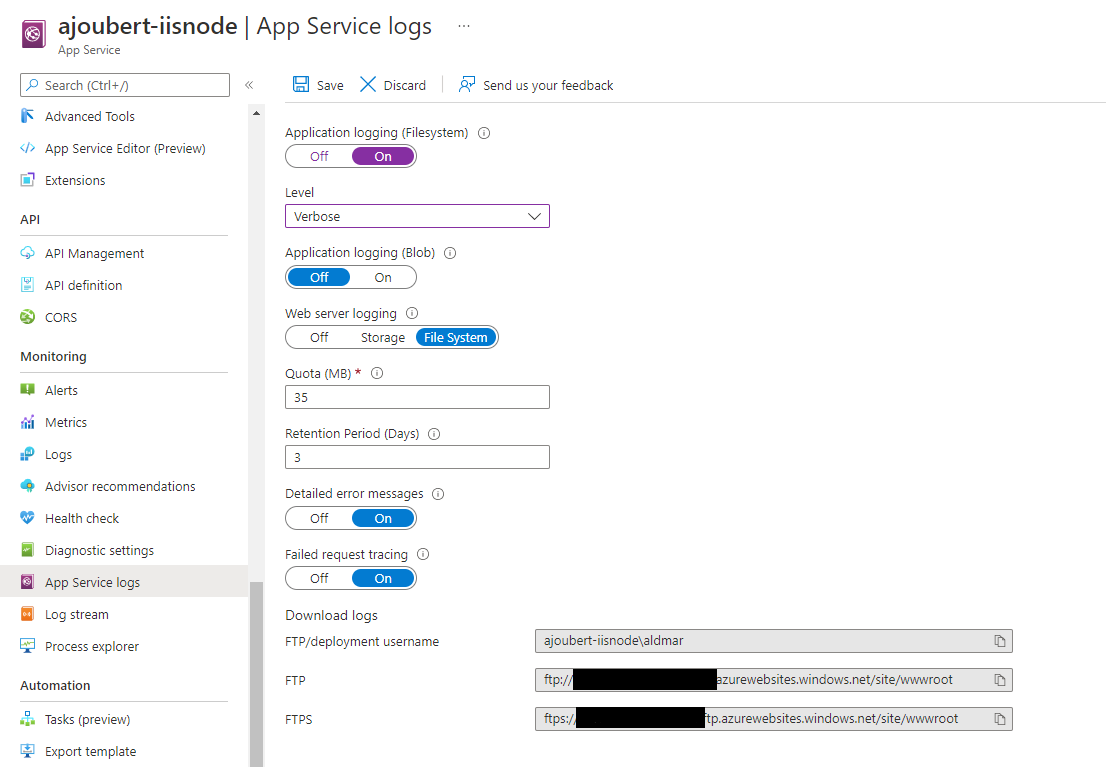 ajoubert-iisnode | App Service logs ...
App Service
Search (Ctrl+/)
«
Advanced Tools
App Service Editor (Preview)
Extensions
API
API Management
API definition
CORS
Monitoring
Alerts
Metrics
Logs
Advisor recommendations
Health check
Diagnostic settings
App Service logs
Log stream
Process explorer
Automation
Tasks (preview)
Export template
Save Discard Send us your feedback
Application logging (Filesystem)
Off On
Level
Verbose
Application logging (Blob)
Off On
Web server logging
Off Storage File System
Quota (MB) *
35
Retention Period (Days)
3
Detailed error messages
Off On
Failed request tracing
Off On
Download logs
FTP/deployment username ajoubert-iisnode\aldmar
FTP ftp:// azurewebsites.windows.net/site/wwwroot
FTPS ftps:// ftp.azurewebsites.windows.net/site/wwwroot